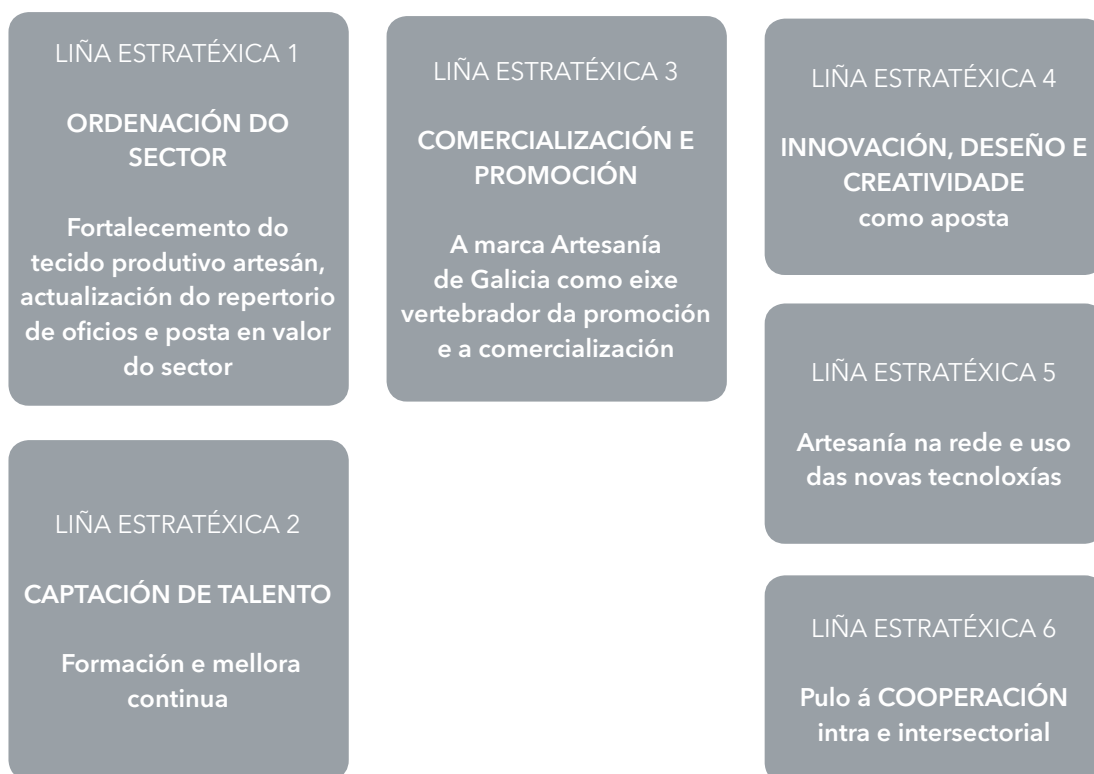 LIÑA ESTRATÉXICA 1
ORDENACIÓN DO
SECTOR
Fortalecemento do
tecido produtivo artesán,
actualización do repertorio
de oficios e posta en valor
do sector
LIÑA ESTRATÉXICA 2
CAPTACIÓN DE TALENTO
Formación e mellora
continua
LIÑA ESTRATÉXICA 3
COMERCIALIZACIÓN E
PROMOCIÓN
A marca Artesanía
de Galicia como eixe
vertebrador da promoción
e a comercialización
LIÑA ESTRATÉXICA 4
INNOVACIÓN, DESEÑO E
CREATIVIDADE
como aposta
LIÑA ESTRATÉXICA 5
Artesanía na rede e uso
das novas tecnoloxías
LIÑA ESTRATÉXICA 6
Pulo á COOPERACIÓN
intra e intersectorial